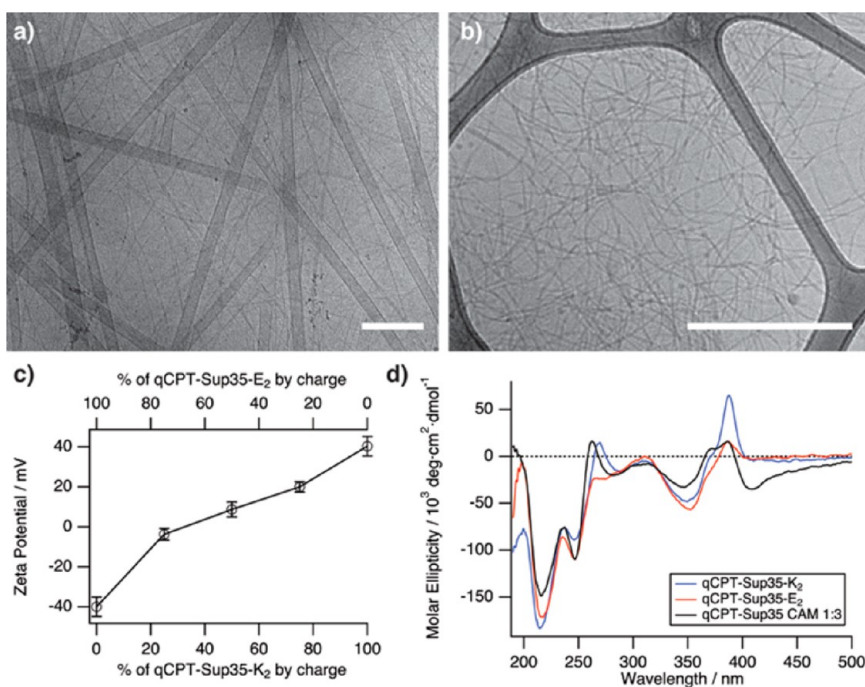 a)
b)
c)
% of qCPT-Sup35-E₂ by charge
100 80 60 40 20 0
Zeta Potential / mV
40
20
0
-20
-40
0 20 40 60 80 100
% of qCPT-Sup35-K₂ by charge
d)
Molar Ellipticity / 10³ deg·cm²·dmol⁻¹
50
0
-50
-100
-150
qCPT-Sup35-K₂
qCPT-Sup35-E₂
qCPT-Sup35 CAM 1:3
200 250 300 350 400 450 500
Wavelength / nm